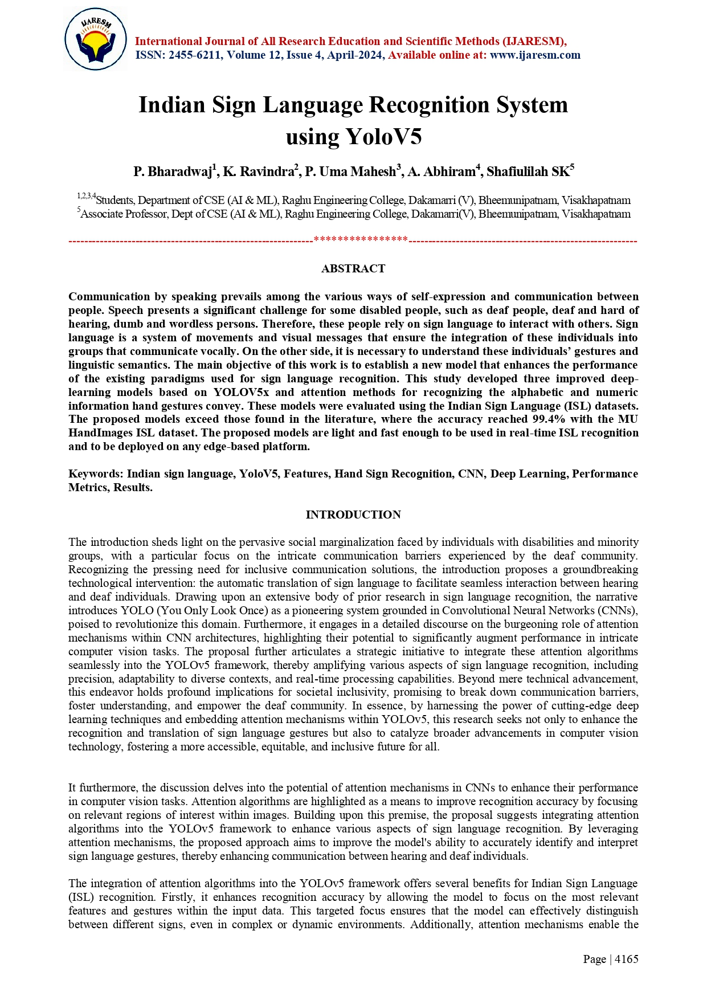 IJARESM
International Journal of All Research Education and Scientific Methods (IJARESM),
ISSN: 2455-6211, Volume 12, Issue 4, April-2024, Available online at: www.ijaresm.com
Indian Sign Language Recognition System
using YoloV5
P. Bharadwaj1, K. Ravindra2, P. Uma Mahesh3, A. Abhiram4, Shafiulilah SK5
1,2,3,4Students, Department of CSE (AI & ML), Raghu Engineering College, Dakamarri (V), Bheemunipatnam, Visakhapatnam
5Associate Professor, Dept of CSE (AI & ML), Raghu Engineering College, Dakamarri(V), Bheemunipatnam, Visakhapatnam
--------------------------------------------------------------****************----------------------------------------------------------
ABSTRACT
Communication by speaking prevails among the various ways of self-expression and communication between
people. Speech presents a significant challenge for some disabled people, such as deaf people, deaf and hard of
hearing, dumb and wordless persons. Therefore, these people rely on sign language to interact with others. Sign
language is a system of movements and visual messages that ensure the integration of these individuals into
groups that communicate vocally. On the other side, it is necessary to understand these individuals’ gestures and
linguistic semantics. The main objective of this work is to establish a new model that enhances the performance
of the existing paradigms used for sign language recognition. This study developed three improved deep-
learning models based on YOLOV5x and attention methods for recognizing the alphabetic and numeric
information hand gestures convey. These models were evaluated using the Indian Sign Language (ISL) datasets.
The proposed models exceed those found in the literature, where the accuracy reached 99.4% with the MU
HandImages ISL dataset. The proposed models are light and fast enough to be used in real-time ISL recognition
and to be deployed on any edge-based platform.
Keywords: Indian sign language, YoloV5, Features, Hand Sign Recognition, CNN, Deep Learning, Performance
Metrics, Results.
INTRODUCTION
The introduction sheds light on the pervasive social marginalization faced by individuals with disabilities and minority
groups, with a particular focus on the intricate communication barriers experienced by the deaf community.
Recognizing the pressing need for inclusive communication solutions, the introduction proposes a groundbreaking
technological intervention: the automatic translation of sign language to facilitate seamless interaction between hearing
and deaf individuals. Drawing upon an extensive body of prior research in sign language recognition, the narrative
introduces YOLO (You Only Look Once) as a pioneering system grounded in Convolutional Neural Networks (CNNs),
poised to revolutionize this domain. Furthermore, it engages in a detailed discourse on the burgeoning role of attention
mechanisms within CNN architectures, highlighting their potential to significantly augment performance in intricate
computer vision tasks. The proposal further articulates a strategic initiative to integrate these attention algorithms
seamlessly into the YOLOv5 framework, thereby amplifying various aspects of sign language recognition, including
precision, adaptability to diverse contexts, and real-time processing capabilities. Beyond mere technical advancement,
this endeavor holds profound implications for societal inclusivity, promising to break down communication barriers,
foster understanding, and empower the deaf community. In essence, by harnessing the power of cutting-edge deep
learning techniques and embedding attention mechanisms within YOLOv5, this research seeks not only to enhance the
recognition and translation of sign language gestures but also to catalyze broader advancements in computer vision
technology, fostering a more accessible, equitable, and inclusive future for all.
It furthermore, the discussion delves into the potential of attention mechanisms in CNNs to enhance their performance
in computer vision tasks. Attention algorithms are highlighted as a means to improve recognition accuracy by focusing
on relevant regions of interest within images. Building upon this premise, the proposal suggests integrating attention
algorithms into the YOLOv5 framework to enhance various aspects of sign language recognition. By leveraging
attention mechanisms, the proposed approach aims to improve the model's ability to accurately identify and interpret
sign language gestures, thereby enhancing communication between hearing and deaf individuals.
The integration of attention algorithms into the YOLOv5 framework offers several benefits for Indian Sign Language
(ISL) recognition. Firstly, it enhances recognition accuracy by allowing the model to focus on the most relevant
features and gestures within the input data. This targeted focus ensures that the model can effectively distinguish
between different signs, even in complex or dynamic environments. Additionally, attention mechanisms enable the
Page | 4165